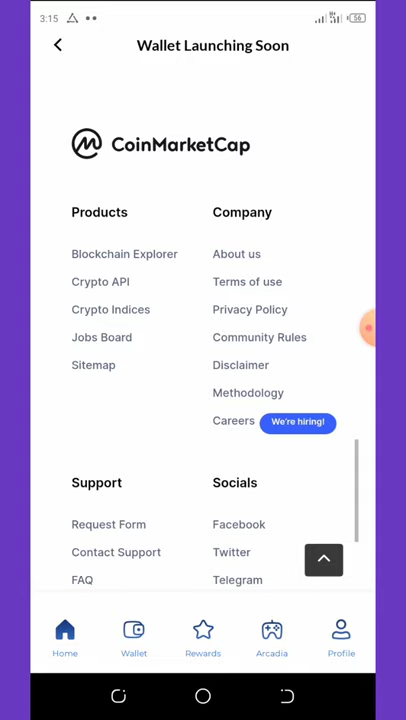 3:15
56
Wallet Launching Soon
CoinMarketCap
Products
Blockchain Explorer
Crypto API
Crypto Indices
Jobs Board
Sitemap
Company
About us
Terms of use
Privacy Policy
Community Rules
Disclaimer
Methodology
Careers We're hiring!
Support
Request Form
Contact Support
FAQ
Socials
Facebook
Twitter
Telegram
Home
Wallet
Rewards
Arcadia
Profile